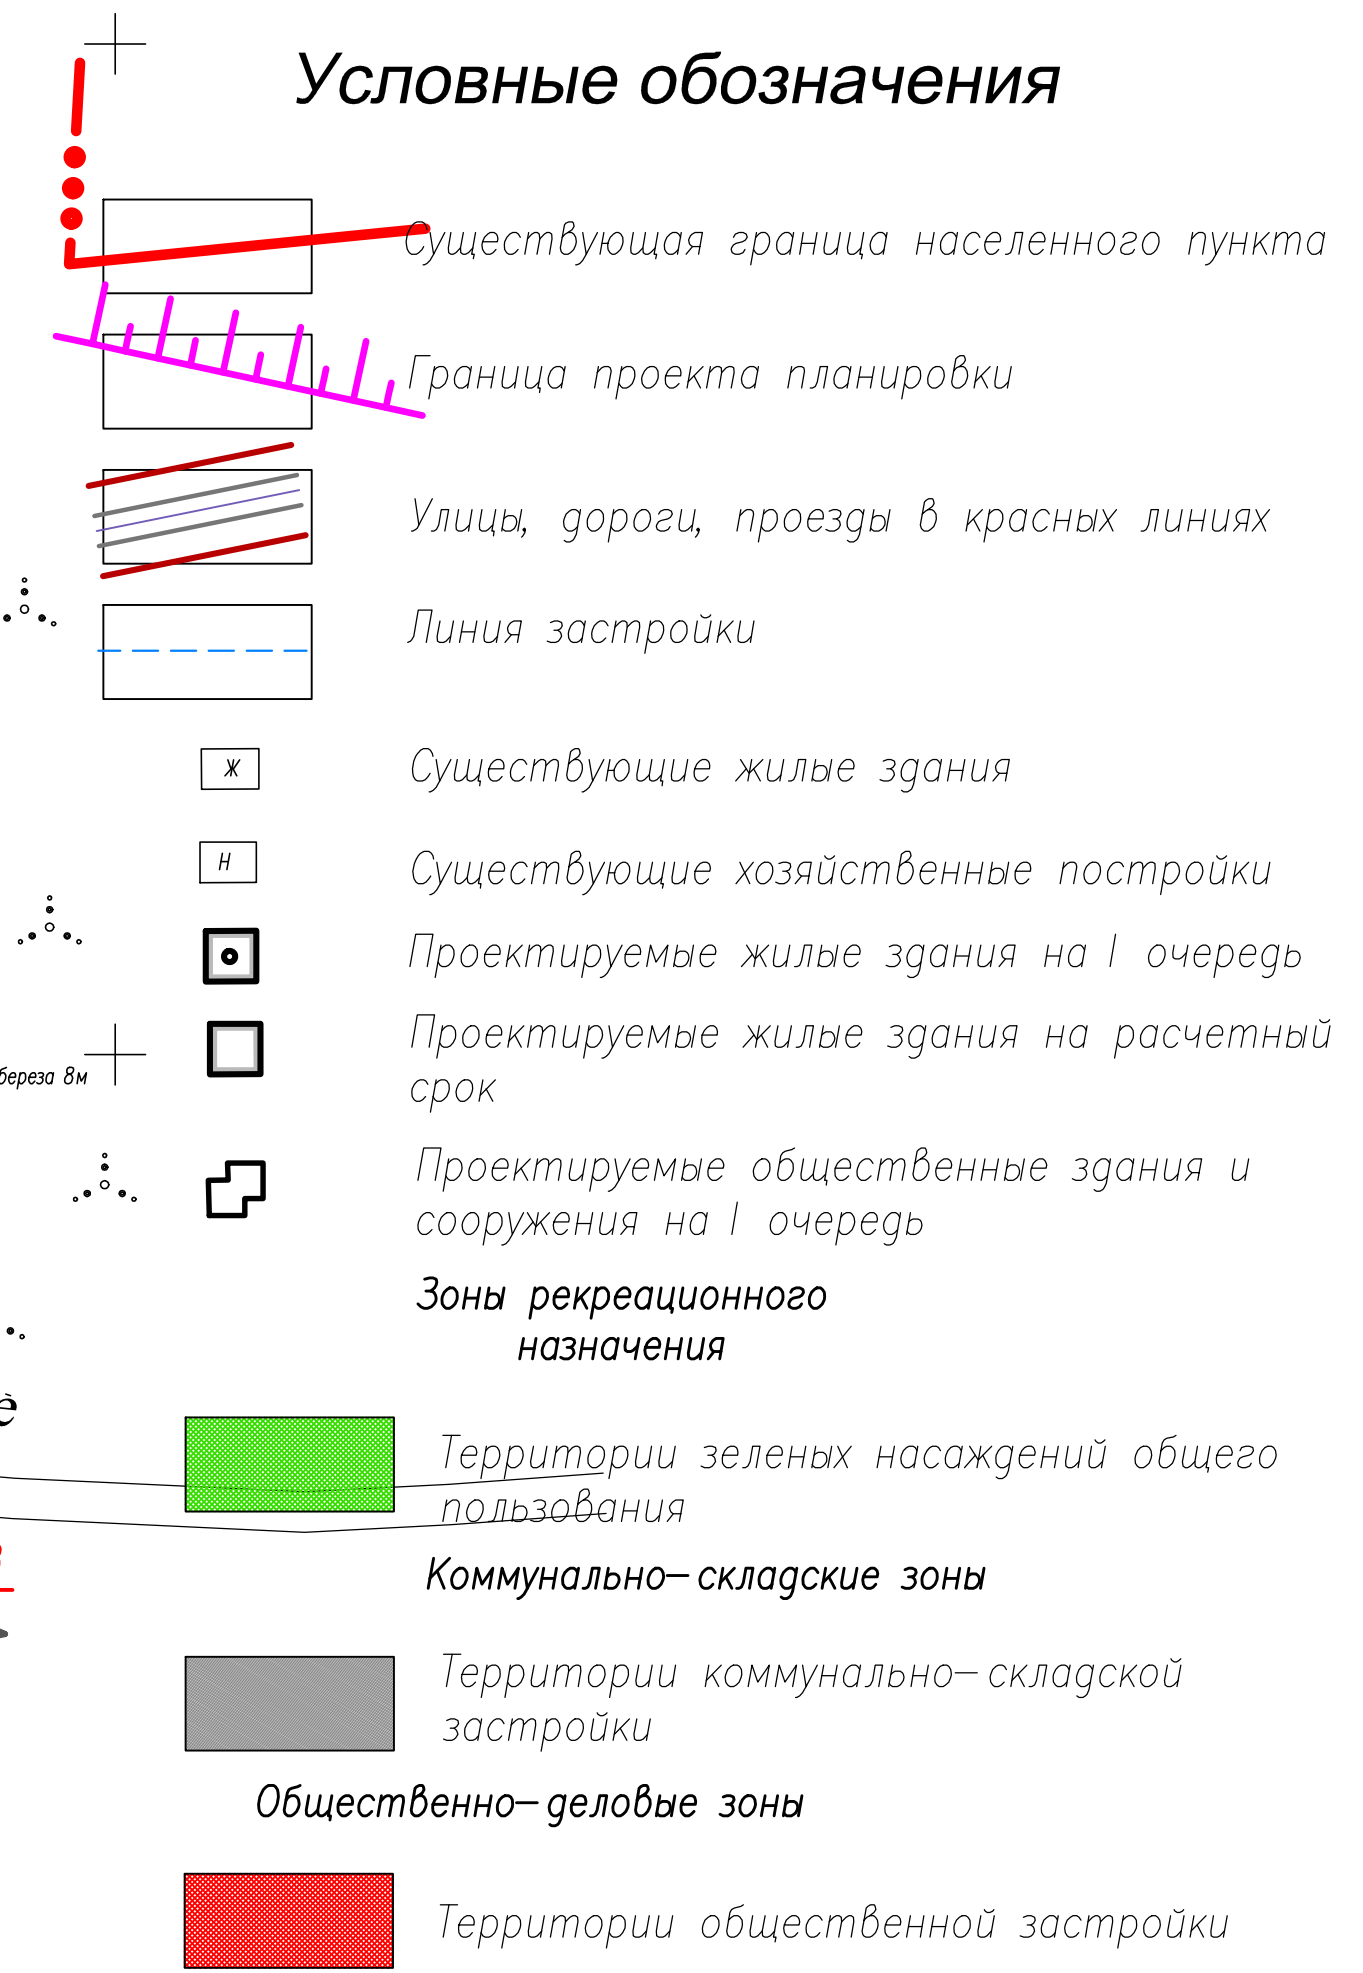 Условные обозначения
Существующая граница населенного пункта
Граница проекта планировки
Улицы, дороги, проезды в красных линиях
Линия застройки
Ж
Существующие жилые здания
Н
Существующие хозяйственные постройки
Проектируемые жилые здания на I очередь
Проектируемые жилые здания на расчетный
срок
береза 8м
Проектируемые общественные здания и
сооружения на I очередь
Зоны рекреационного
назначения
Территории зеленых насаждений общего
пользования
Коммунально-складские зоны
Территории коммунально-складской
застройки
Общественно-деловые зоны
Территории общественной застройки